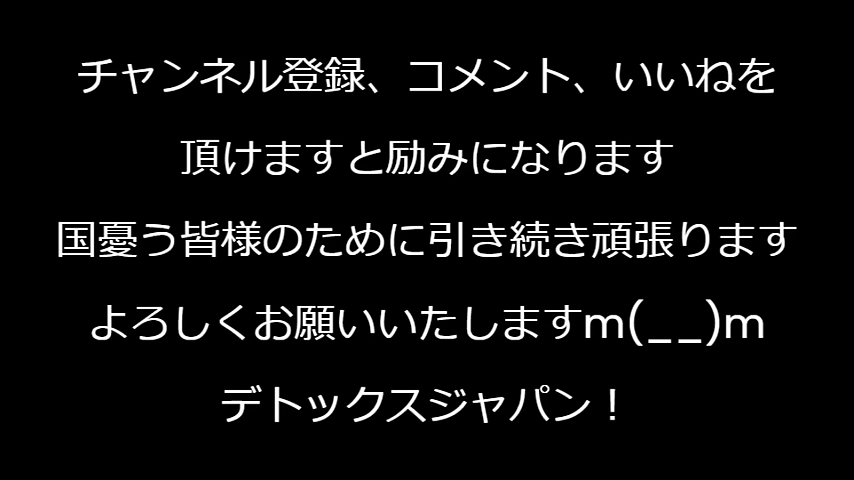 チャンネル登録、コメント、いいねを
頂けますと励みになります
国憂う皆様のために引き続き頑張ります
よろしくお願いいたしますm(__)m
デトックスジャパン！